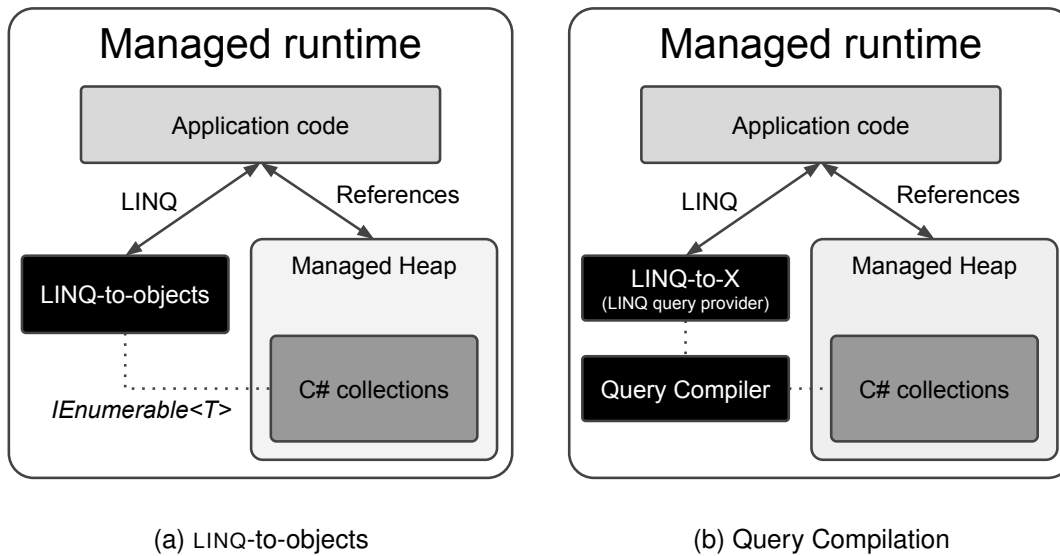 Managed runtime
Application code
LINQ
References
LINQ-to-objects
Managed Heap
C# collections
IEnumerable<T>
(a) LINQ-to-objects
Managed runtime
Application code
LINQ
References
LINQ-to-X
(LINQ query provider)
Query Compiler
Managed Heap
C# collections
(b) Query Compilation